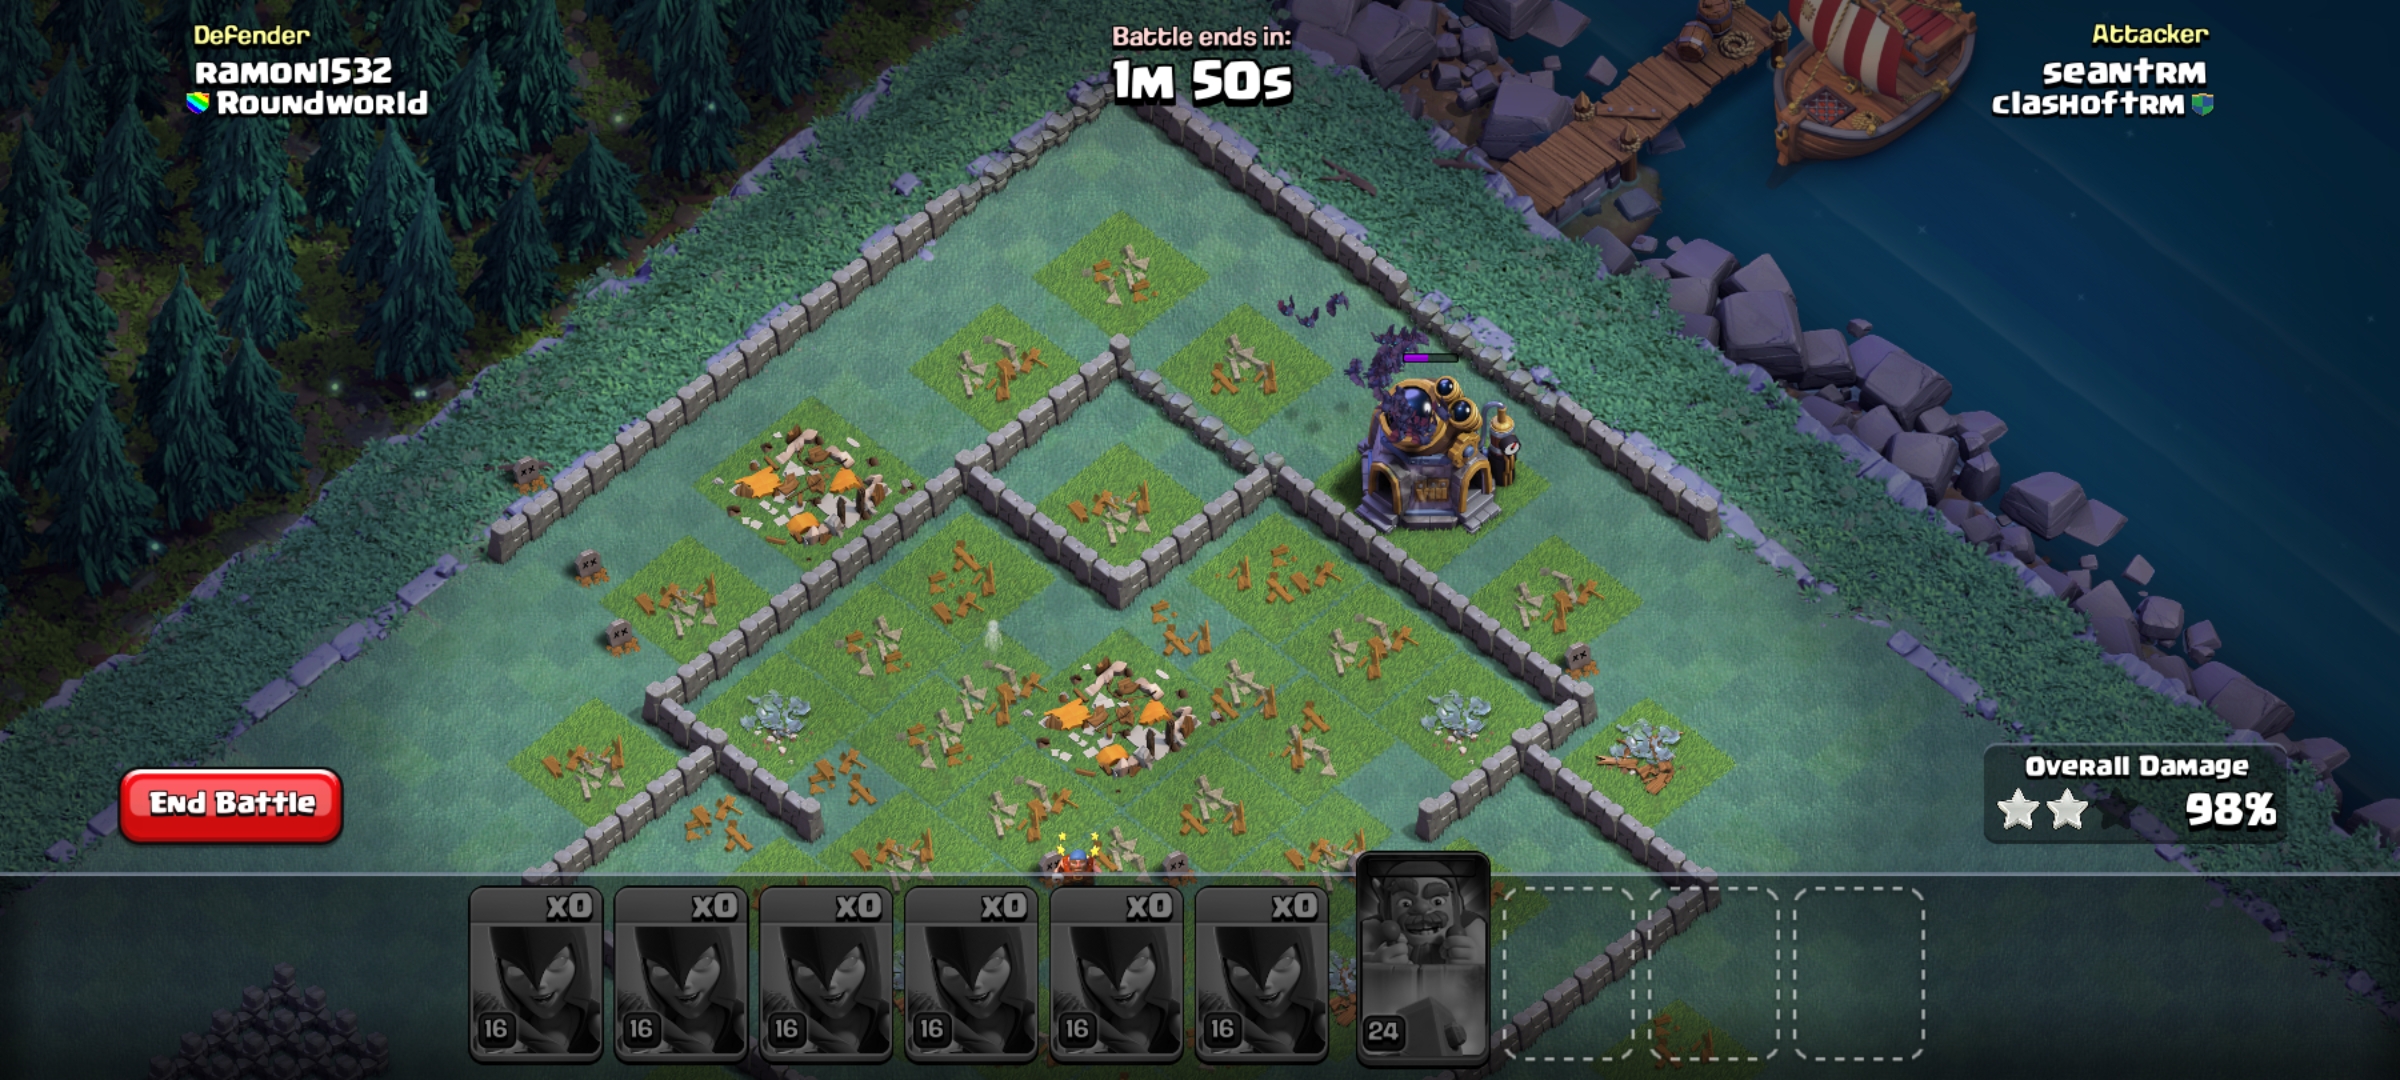 Defender
Ramon1532
Roundworld
Battle ends in:
1m 50s
Attacker
seantRM
clashoftRM
VIII
End Battle
Overall Damage
98%
x0
x0
x0
x0
x0
x0
16
16
16
16
16
16
24